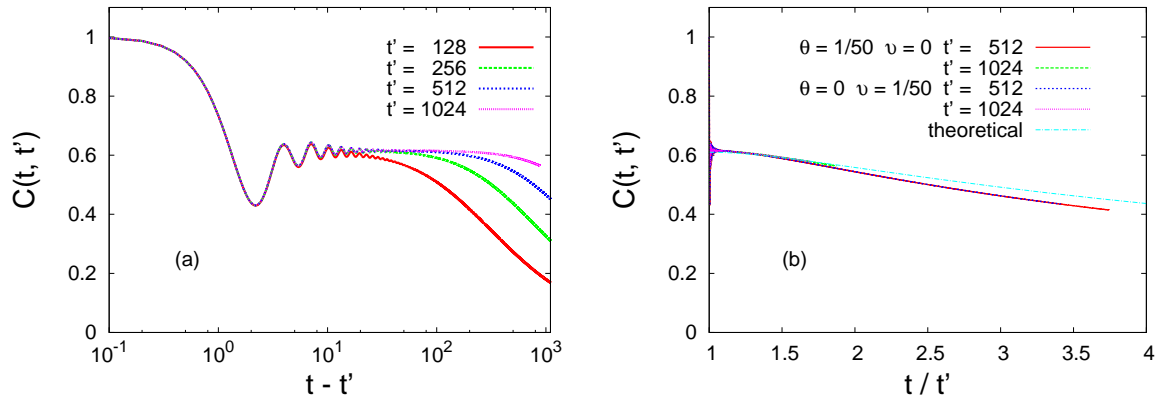 C(t, t')
1
0.8
0.6
0.4
0.2
0
t' = 128
t' = 256
t' = 512
t' = 1024
(a)
10^-1 10^0 10^1 10^2 10^3
t - t'
C(t, t')
1
0.8
0.6
0.4
0.2
0
θ = 1/50 υ = 0 t' = 512
t' = 1024
θ = 0 υ = 1/50 t' = 512
t' = 1024
theoretical
(b)
1 1.5 2 2.5 3 3.5 4
t / t'